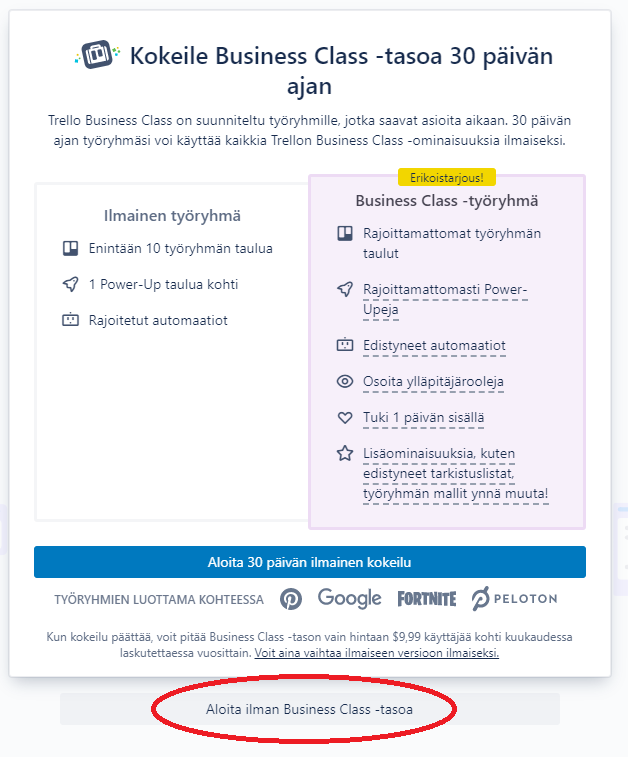 Kokeile Business Class -tasoa 30 päivän
ajan
Trello Business Class on suunniteltu työryhmille, jotka saavat asioita aikaan. 30 päivän
ajan työryhmäsi voi käyttää kaikkia Trellon Business Class -ominaisuuksia ilmaiseksi.
Ilmainen työryhmä
Enintään 10 työryhmän taulua
1 Power-Up taulua kohti
Rajoitetut automaatiot
Erikoistarjous!
Business Class -työryhmä
Rajoittamattomat työryhmän
taulut
Rajoittamattomasti Power-
Upeja
Edistyneet automaatiot
Osoita ylläpitäjärooleja
Tuki 1 päivän sisällä
Lisäominaisuuksia, kuten
edistyneet tarkistuslistat,
työryhmän mallit ynnä muuta!
Aloita 30 päivän ilmainen kokeilu
TYÖRYHMIEN LUOTTAMA KOHTEESSA Google FORTNITE PELOTON
Kun kokeilu päättää, voit pitää Business Class -tason vain hintaan $9,99 käyttäjää kohti kuukaudessa
laskutettaessa vuosittain. Voit aina vaihtaa ilmaiseen versioon ilmaiseksi.
Aloita ilman Business Class -tasoa